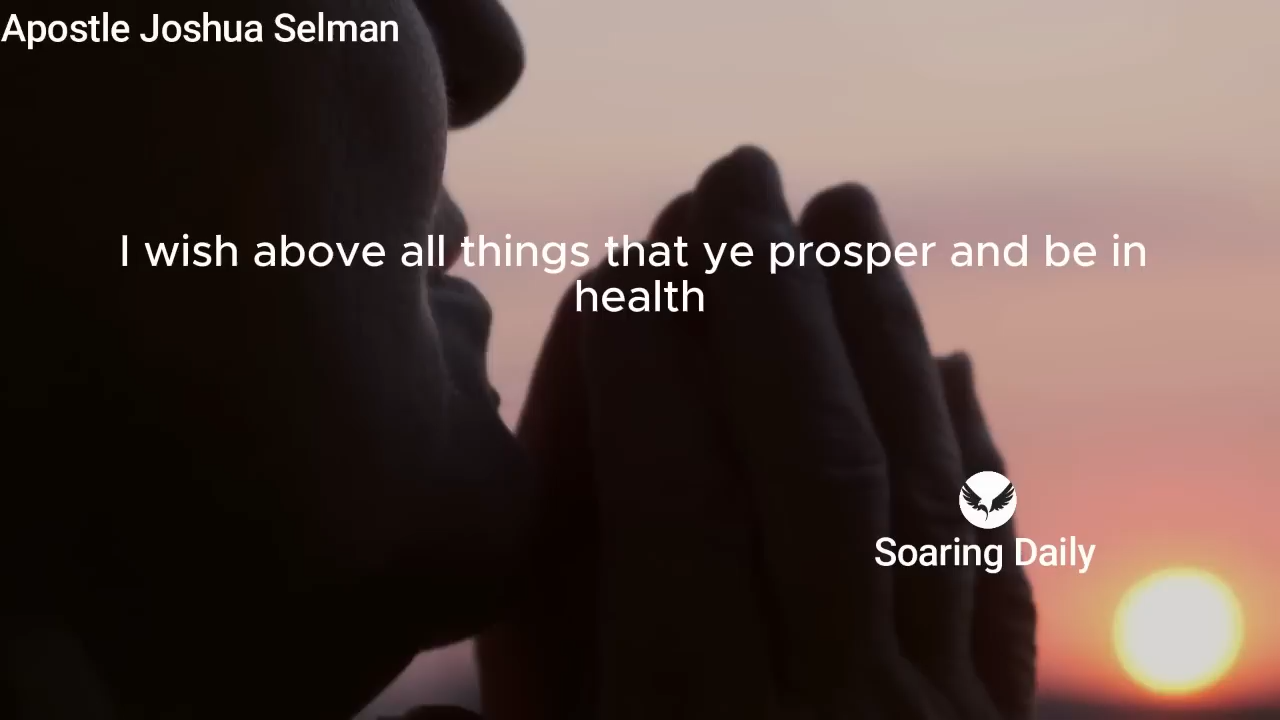 Apostle Joshua Selman
I wish above all things that ye prosper and be in
health
Soaring Daily